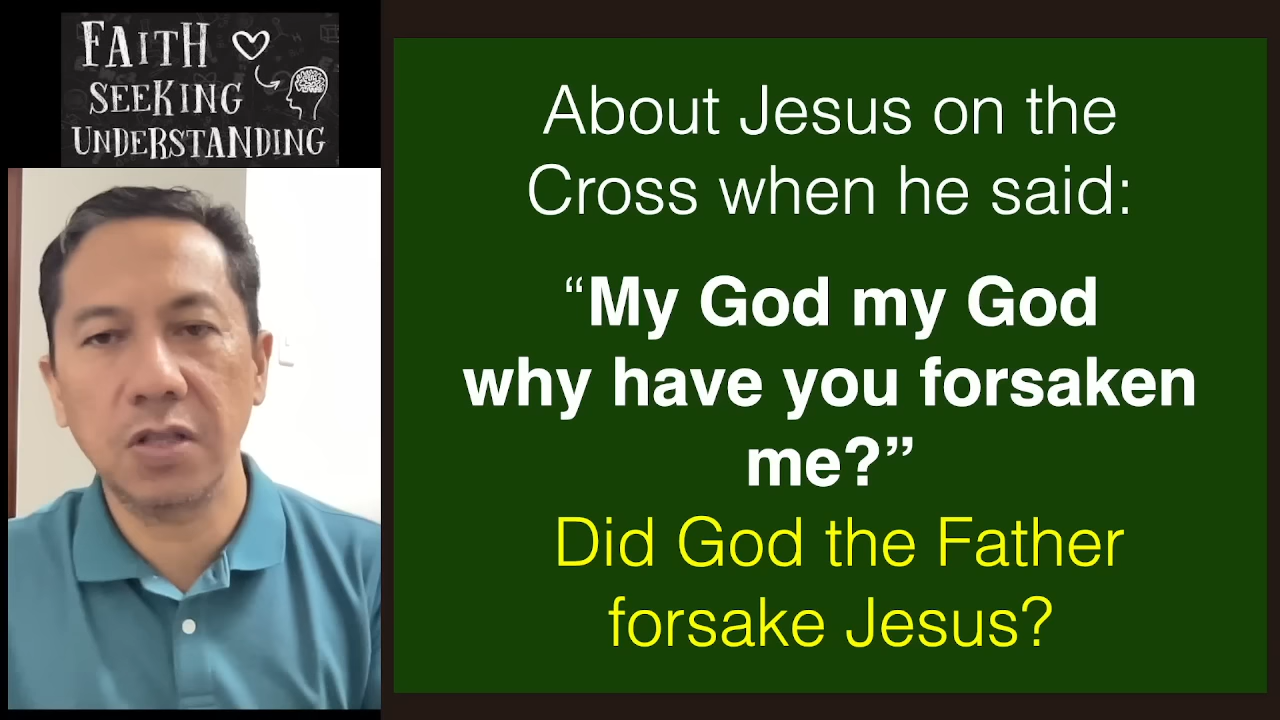 FAITH
SEEKING
UNDERSTANDING
About Jesus on the
Cross when he said:
“My God my God
why have you forsaken
me?”
Did God the Father
forsake Jesus?